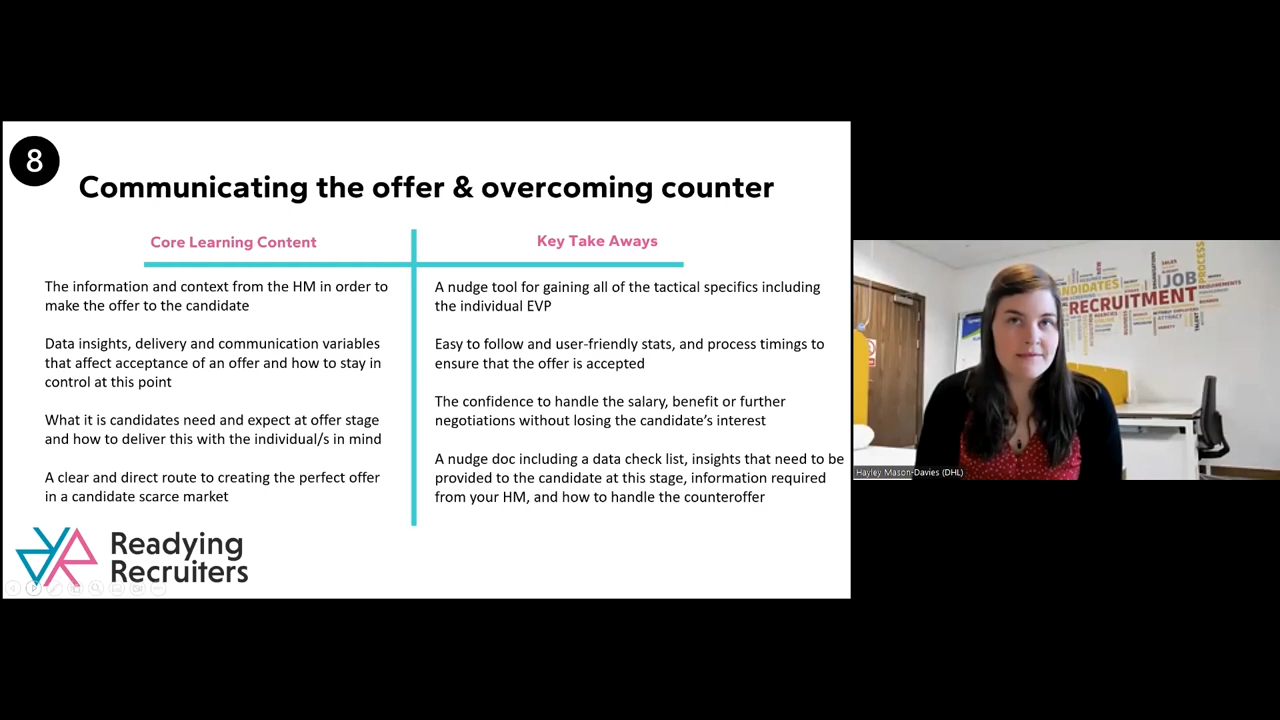 8
Communicating the offer & overcoming counter
Core Learning Content
The information and context from the HM in order to
make the offer to the candidate
Data insights, delivery and communication variables
that affect acceptance of an offer and how to stay in
control at this point
What it is candidates need and expect at offer stage
and how to deliver this with the individual/s in mind
A clear and direct route to creating the perfect offer
in a candidate scarce market
Key Take Aways
A nudge tool for gaining all of the tactical specifics including
the individual EVP
Easy to follow and user-friendly stats, and process timings to
ensure that the offer is accepted
The confidence to handle the salary, benefit or further
negotiations without losing the candidate's interest
A nudge doc including a data check list, insights that need to be
provided to the candidate at this stage, information required
from your HM, and how to handle the counteroffer
Readying
Recruiters
JOB
RECRUITMENT
PROCESS
REQUIREMENTS
ATTRACT
Hayley Mason-Davies (DHL)